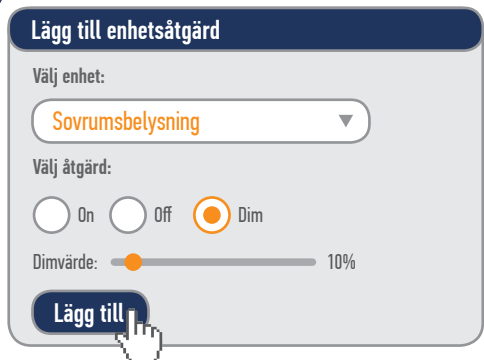 Lägg till enhetsåtgärd
Välj enhet:
Sovrumsbelysning
Välj åtgärd:
On Off Dim
Dimvärde: 10%
Lägg till